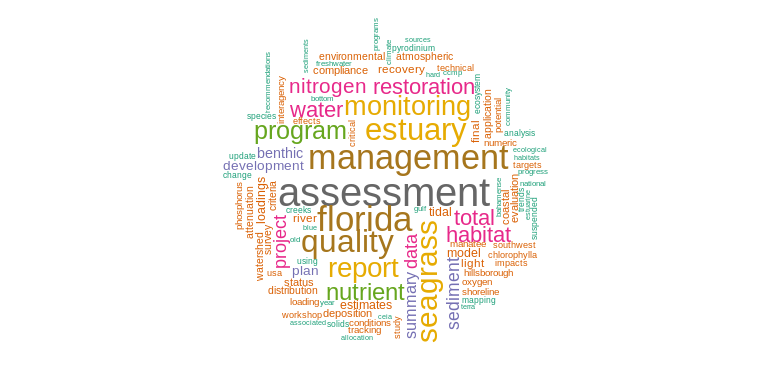 programs
sources
pyrodinium
climate
sediments
environmental
atmospheric
freshwater
compliance
recovery
technical
hard
ccmp
recommendations
interagency
nitrogen
restoration
ecosystem
bottom
monitoring
application
potential
community
water
species
effects
program
critical
estuary
final
analysis
numeric
update
benthic
management
ecological
habitats
development
targets
change
progress
assessment
national
phosphorus
attenuation
loadings
criteria
creeks
florida
gulf
tidal
bahamense
coastal
evaluation
trends
estuarine
suspended
river
total
blue
project
old
quality
data
habitat
watershed
survey
manatee
southwest
using
model
chlorophylla
usa
plan
report
seagrass
light
impacts
hillsborough
status
summary
sediment
oxygen
distribution
nutrient
shoreline
loading
year
estimates
mapping
terra
workshop
deposition
ceia
associated
solids
conditions
tracking
study
allocation